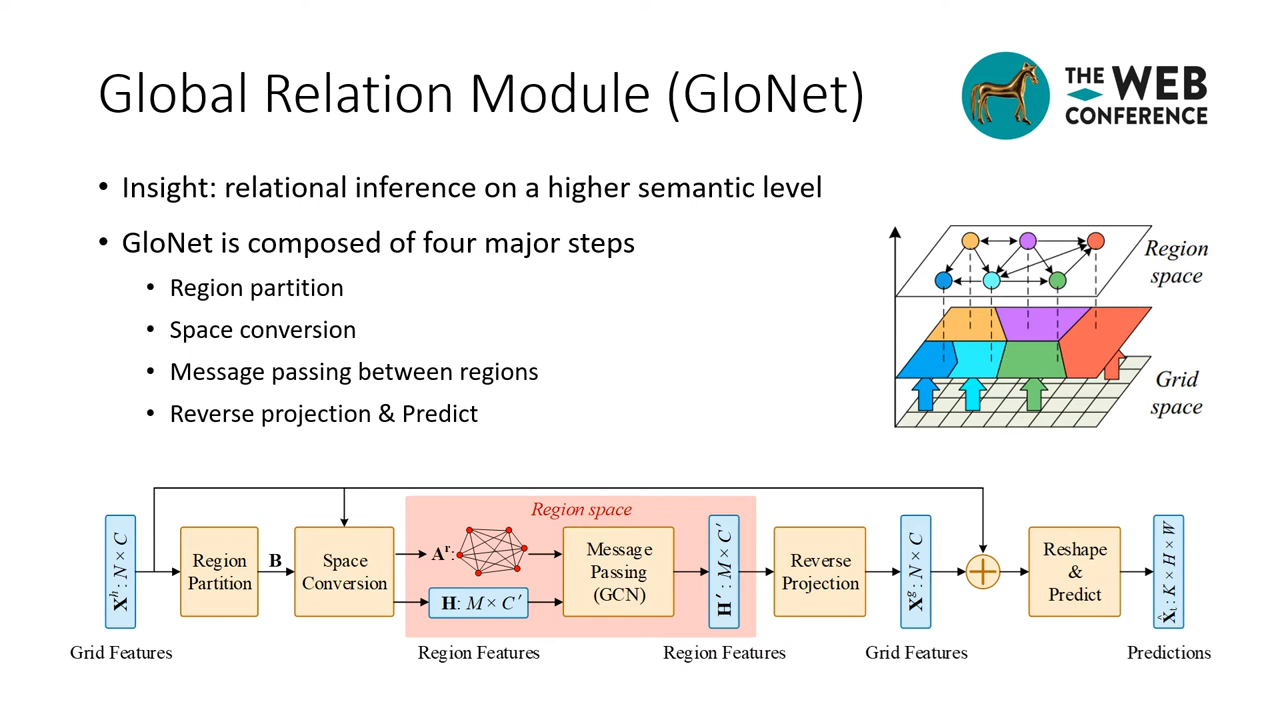 Global Relation Module (GloNet)
THE WEB
CONFERENCE
• Insight: relational inference on a higher semantic level
• GloNet is composed of four major steps
• Region partition
• Space conversion
• Message passing between regions
• Reverse projection & Predict
Region
space
Grid
space
Region space
X^h: N × C
Region
Partition
B
Space
Conversion
A^r:
H: M × C′
Message
Passing
(GCN)
H′: M × C′
Reverse
Projection
X^g: N × C
Reshape
&
Predict
X̂_i: K × H × W
Grid Features
Region Features
Region Features
Grid Features
Predictions